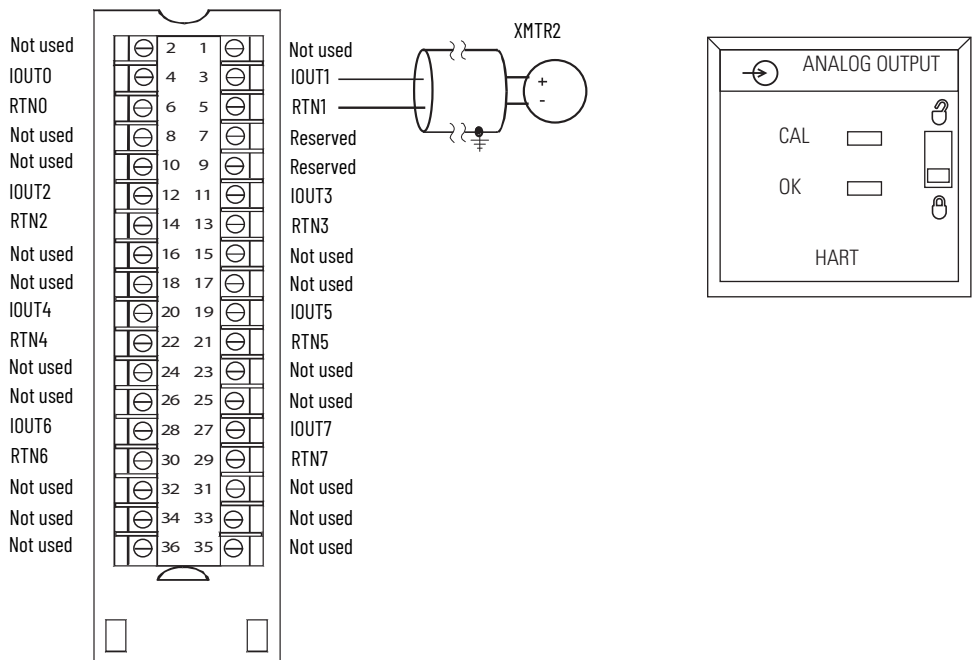 XMTR2
ANALOG OUTPUT
Not used 2 1 Not used
IOUT0 4 3 IOUT1
+
RTN0 6 5 RTN1
-
Not used 8 7 Reserved
CAL
Not used 10 9 Reserved
OK
IOUT2 12 11 IOUT3
RTN2 14 13 RTN3
Not used 16 15 Not used
HART
Not used 18 17 Not used
IOUT4 20 19 IOUT5
RTN4 22 21 RTN5
Not used 24 23 Not used
Not used 26 25 Not used
IOUT6 28 27 IOUT7
RTN6 30 29 RTN7
Not used 32 31 Not used
Not used 34 33 Not used
Not used 36 35 Not used